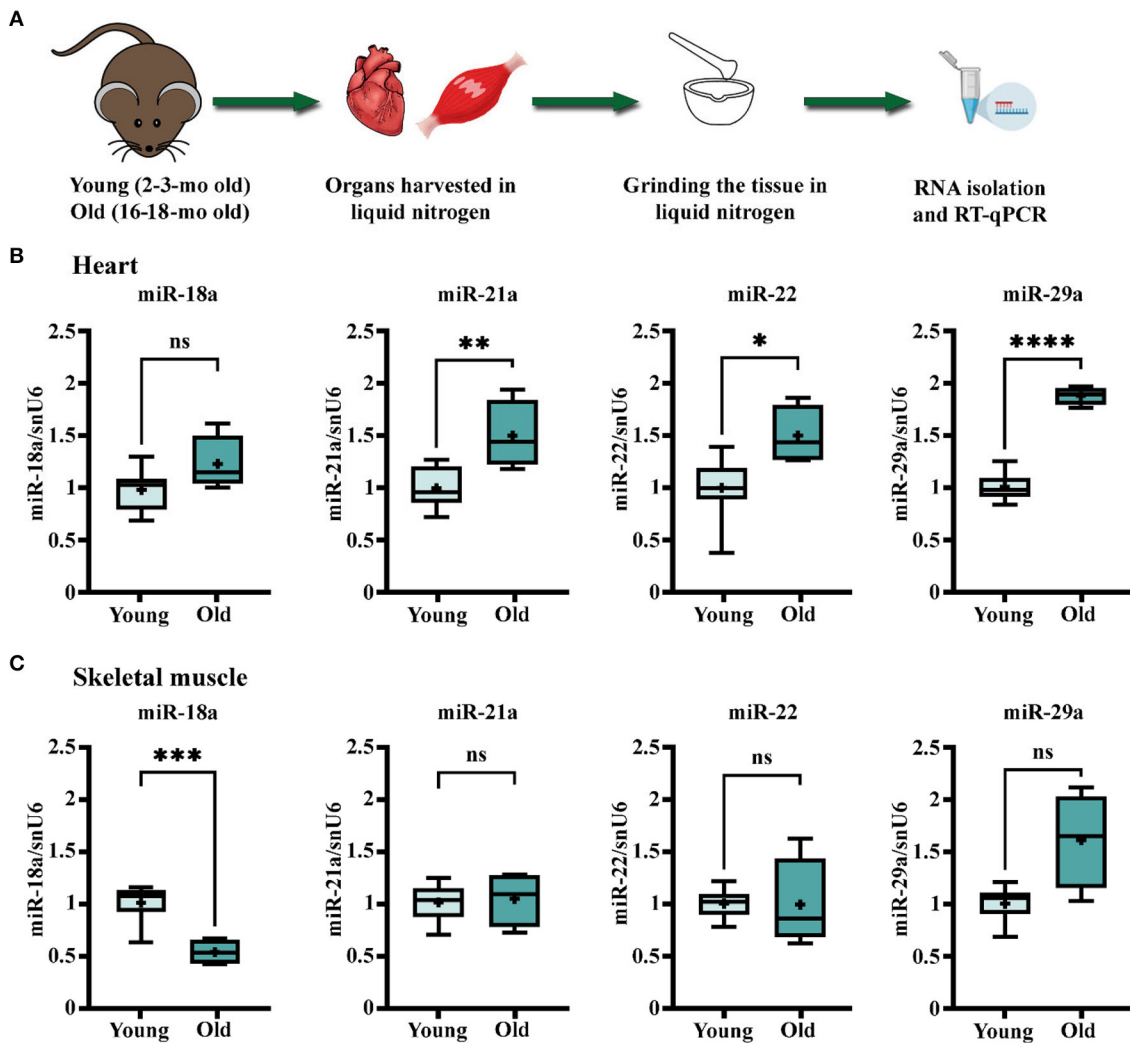 A
Young (2-3-mo old)
Old (16-18-mo old)
Organs harvested in
liquid nitrogen
Grinding the tissue in
liquid nitrogen
RNA isolation
and RT-qPCR
B
Heart
miR-18a
miR-18a/snU6
2.5
2
1.5
1
0.5
0
ns
Young
Old
miR-21a
miR-21a/snU6
2.5
2
1.5
1
0.5
0
**
Young
Old
miR-22
miR-22/snU6
2.5
2
1.5
1
0.5
0
*
Young
Old
miR-29a
miR-29a/snU6
2.5
2
1.5
1
0.5
0
****
Young
Old
C
Skeletal muscle
miR-18a
miR-18a/snU6
2.5
2
1.5
1
0.5
0
***
Young
Old
miR-21a
miR-21a/snU6
2.5
2
1.5
1
0.5
0
ns
Young
Old
miR-22
miR-22/snU6
2.5
2
1.5
1
0.5
0
ns
Young
Old
miR-29a
miR-29a/snU6
2.5
2
1.5
1
0.5
0
ns
Young
Old